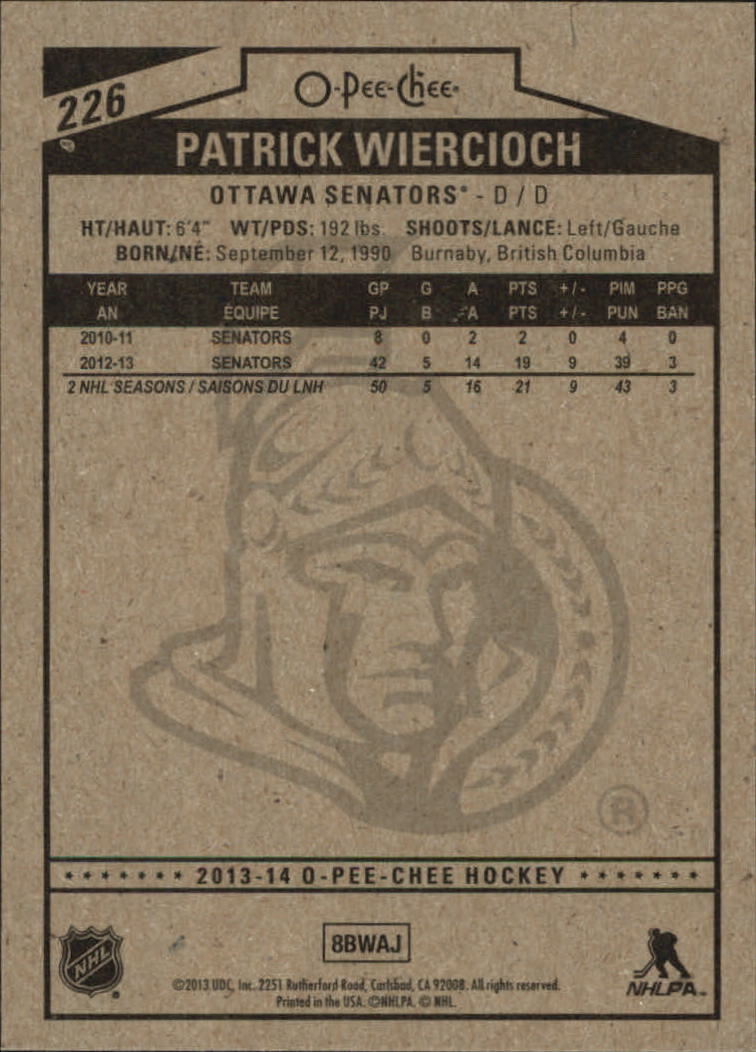 226
O-Pee-Chee
PATRICK WIERCIOCH
OTTAWA SENATORS® - D / D
HT/HAUT: 6'4" WT/PDS: 192 lbs. SHOOTS/LANCE: Left/Gauche
BORN/NÉ: September 12, 1990 Burnaby, British Columbia
YEAR TEAM GP G A PTS +/- PIM PPG
AN ÉQUIPE PJ B A PTS +/- PUN BAN
2010-11 SENATORS 8 0 2 2 0 4 0
2012-13 SENATORS 42 5 14 19 9 39 3
2 NHL SEASONS / SAISONS DU LNH 50 5 16 21 9 43 3
®
★ ★ ★ ★ ★ ★ ★ 2013-14 O-PEE-CHEE HOCKEY ★ ★ ★ ★ ★ ★ ★
8BWAJ
NHL
NHLPA
©2013 UDC, Inc. 2251 Rutherford Road, Carlsbad, CA 92008. All rights reserved.
Printed in the USA. ©NHLPA. © NHL.